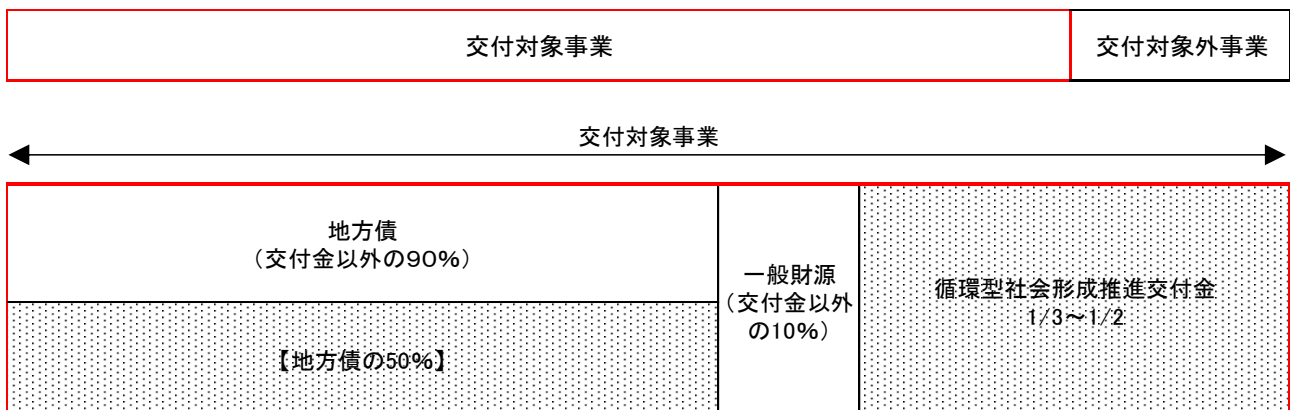 交付対象事業
交付対象外事業
交付対象事業
地方債
（交付金以外の90％）
【地方債の50％】
一般財源
（交付金以外
の10％）
循環型社会形成推進交付金
1/3～1/2